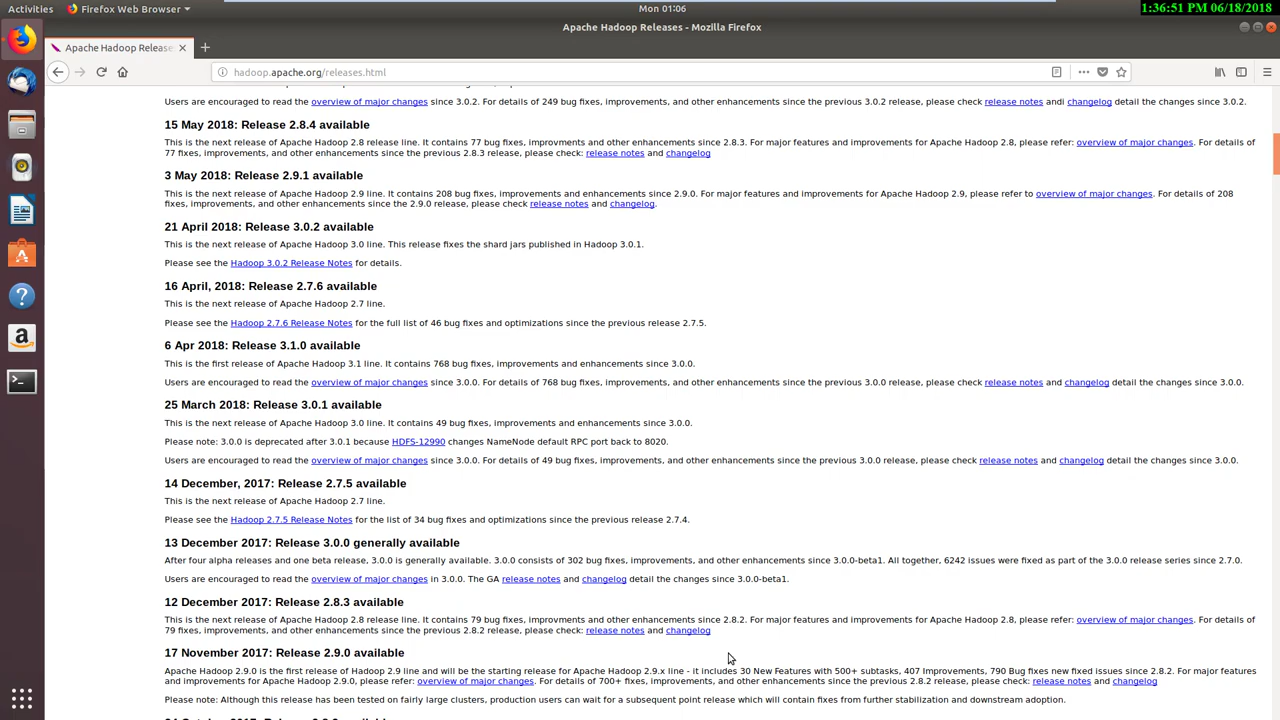 Activities
Firefox Web Browser
Mon 01:06
1:36:51 PM 06/18/2018
Apache Hadoop Releases - Mozilla Firefox
Apache Hadoop Release
hadoop.apache.org/releases.html
Users are encouraged to read the overview of major changes since 3.0.2. For details of 249 bug fixes, improvements, and other enhancements since the previous 3.0.2 release, please check release notes andi changelog detail the changes since 3.0.2.
15 May 2018: Release 2.8.4 available
This is the next release of Apache Hadoop 2.8 release line. It contains 77 bug fixes, improvements and enhancements since 2.8.3. For major features and improvements for Apache Hadoop 2.8, please refer: overview of major changes. For details of
77 fixes, improvements, and other enhancements since the previous 2.8.3 release, please check: release notes and changelog
3 May 2018: Release 2.9.1 available
This is the next release of Apache Hadoop 2.9 line. It contains 208 bug fixes, improvements and enhancements since 2.9.0. For major features and improvements for Apache Hadoop 2.9, please refer to overview of major changes. For details of 208
fixes, improvements, and other enhancements since the 2.9.0 release, please check release notes and changelog.
21 April 2018: Release 3.0.2 available
This is the next release of Apache Hadoop 3.0 line. This release fixes the shard jars published in Hadoop 3.0.1.
Please see the Hadoop 3.0.2 Release Notes for details.
16 April, 2018: Release 2.7.6 available
This is the next release of Apache Hadoop 2.7 line.
Please see the Hadoop 2.7.6 Release Notes for the full list of 46 bug fixes and optimizations since the previous release 2.7.5.
6 Apr 2018: Release 3.1.0 available
This is the first release of Apache Hadoop 3.1 line. It contains 768 bug fixes, improvements and enhancements since 3.0.0.
Users are encouraged to read the overview of major changes since 3.0.0. For details of 768 bug fixes, improvements, and other enhancements since the previous 3.0.0 release, please check release notes and changelog detail the changes since 3.0.0.
25 March 2018: Release 3.0.1 available
This is the next release of Apache Hadoop 3.0 line. It contains 49 bug fixes, improvements and enhancements since 3.0.0.
Please note: 3.0.0 is deprecated after 3.0.1 because HDFS-12990 changes NameNode default RPC port back to 8020.
Users are encouraged to read the overview of major changes since 3.0.0. For details of 49 bug fixes, improvements, and other enhancements since the previous 3.0.0 release, please check release notes and changelog detail the changes since 3.0.0.
14 December, 2017: Release 2.7.5 available
This is the next release of Apache Hadoop 2.7 line.
Please see the Hadoop 2.7.5 Release Notes for the list of 34 bug fixes and optimizations since the previous release 2.7.4.
13 December 2017: Release 3.0.0 generally available
After four alpha releases and one beta release, 3.0.0 is generally available. 3.0.0 consists of 302 bug fixes, improvements, and other enhancements since 3.0.0-beta1. All together, 6242 issues were fixed as part of the 3.0.0 release series since 2.7.0.
Users are encouraged to read the overview of major changes in 3.0.0. The GA release notes and changelog detail the changes since 3.0.0-beta1.
12 December 2017: Release 2.8.3 available
This is the next release of Apache Hadoop 2.8 release line. It contains 79 bug fixes, improvments and enhancements since 2.8.2. For major features and improvements for Apache Hadoop 2.8, please refer: overview of major changes. For details of
79 fixes, improvements, and other enhancements since the previous 2.8.2 release, please check: release notes and changelog
17 November 2017: Release 2.9.0 available
Apache Hadoop 2.9.0 is the first release of Hadoop 2.9 line and will be the starting release for Apache Hadoop 2.9.x line - it includes 30 New Features with 500+ subtasks, 407 Improvements, 790 Bug fixes new fixed issues since 2.8.2. For major features
and improvements for Apache Hadoop 2.9.0, please refer: overview of major changes. For details of 700+ fixes, improvements, and other enhancements since the previous 2.8.2 release, please check: release notes and changelog
Please note: Although this release has been tested on fairly large clusters, production users can wait for a subsequent point release which will contain fixes from further stabilization and downstream adoption.